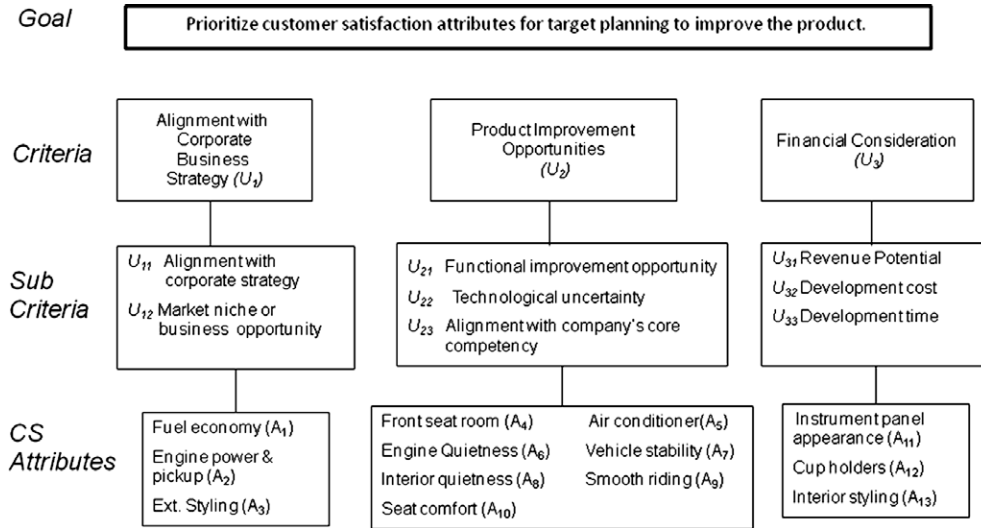 Goal
Prioritize customer satisfaction attributes for target planning to improve the product.
Criteria
Alignment with
Corporate
Business
Strategy (U1)
Product Improvement
Opportunities
(U2)
Financial Consideration
(U3)
Sub
Criteria
U11 Alignment with
corporate strategy
U12 Market niche or
business opportunity
U21 Functional improvement opportunity
U22 Technological uncertainty
U23 Alignment with company's core
competency
U31 Revenue Potential
U32 Development cost
U33 Development time
CS
Attributes
Fuel economy (A1)
Engine power &
pickup (A2)
Ext. Styling (A3)
Front seat room (A4) Air conditioner(A5)
Engine Quietness (A6) Vehicle stability (A7)
Interior quietness (A8) Smooth riding (A9)
Seat comfort (A10)
Instrument panel
appearance (A11)
Cup holders (A12)
Interior styling (A13)